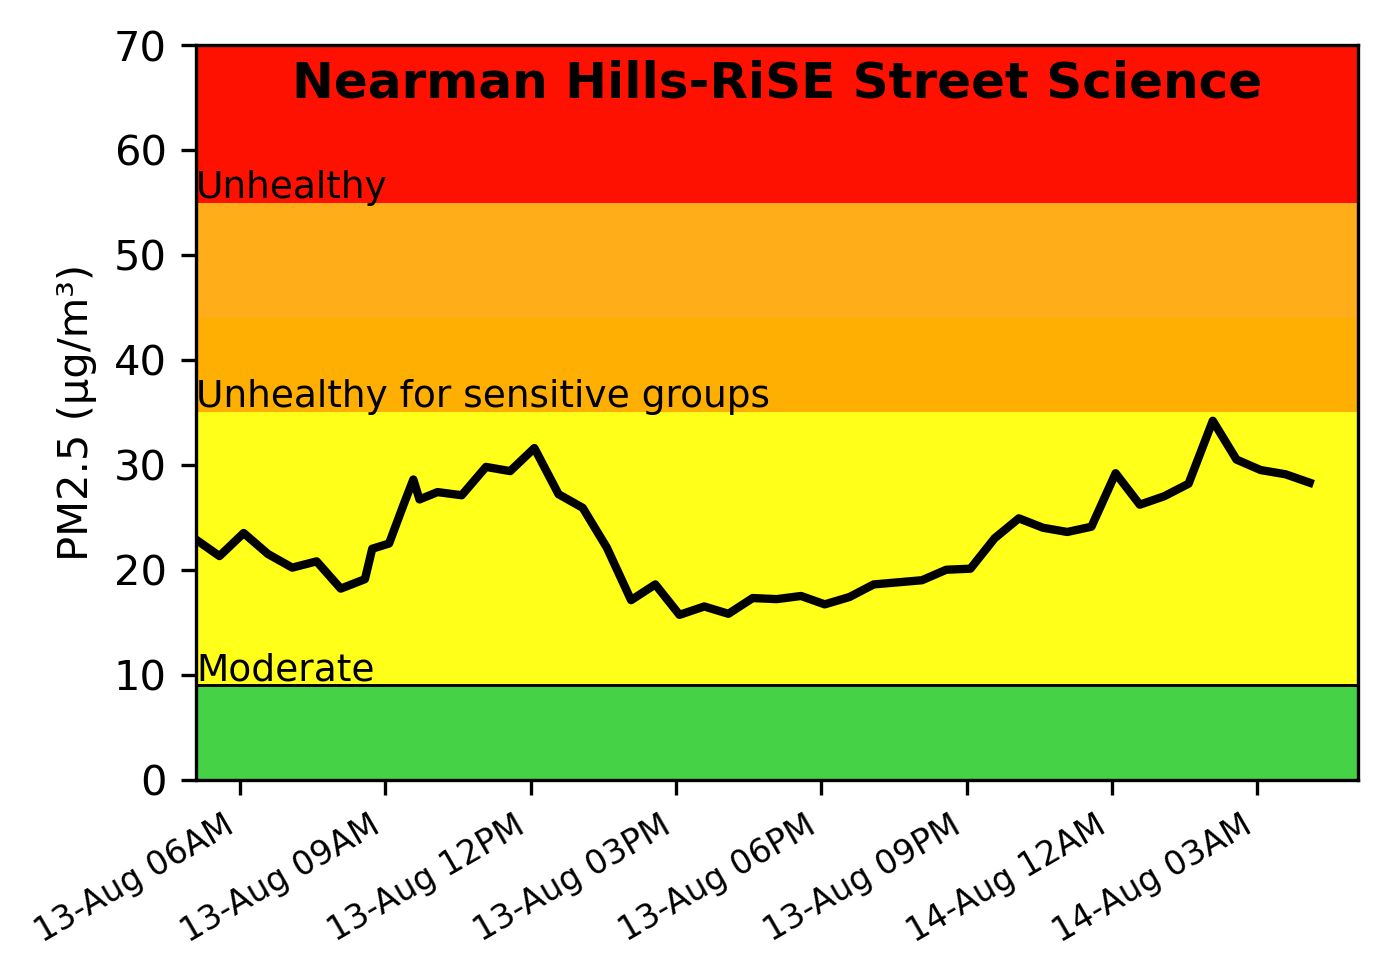 Nearman Hills-RiSE Street Science
PM2.5 (µg/m³)
70
60
50
40
30
20
10
0
Unhealthy
Unhealthy for sensitive groups
Moderate
13-Aug 06AM
13-Aug 09AM
13-Aug 12PM
13-Aug 03PM
13-Aug 06PM
13-Aug 09PM
14-Aug 12AM
14-Aug 03AM